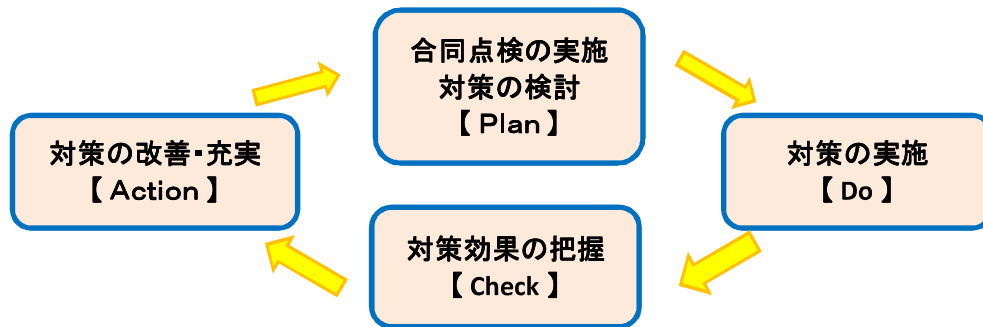 合同点検の実施
対策の検討
【 Plan 】
対策の改善・充実
【 Action 】
対策の実施
【 Do 】
対策効果の把握
【 Check 】